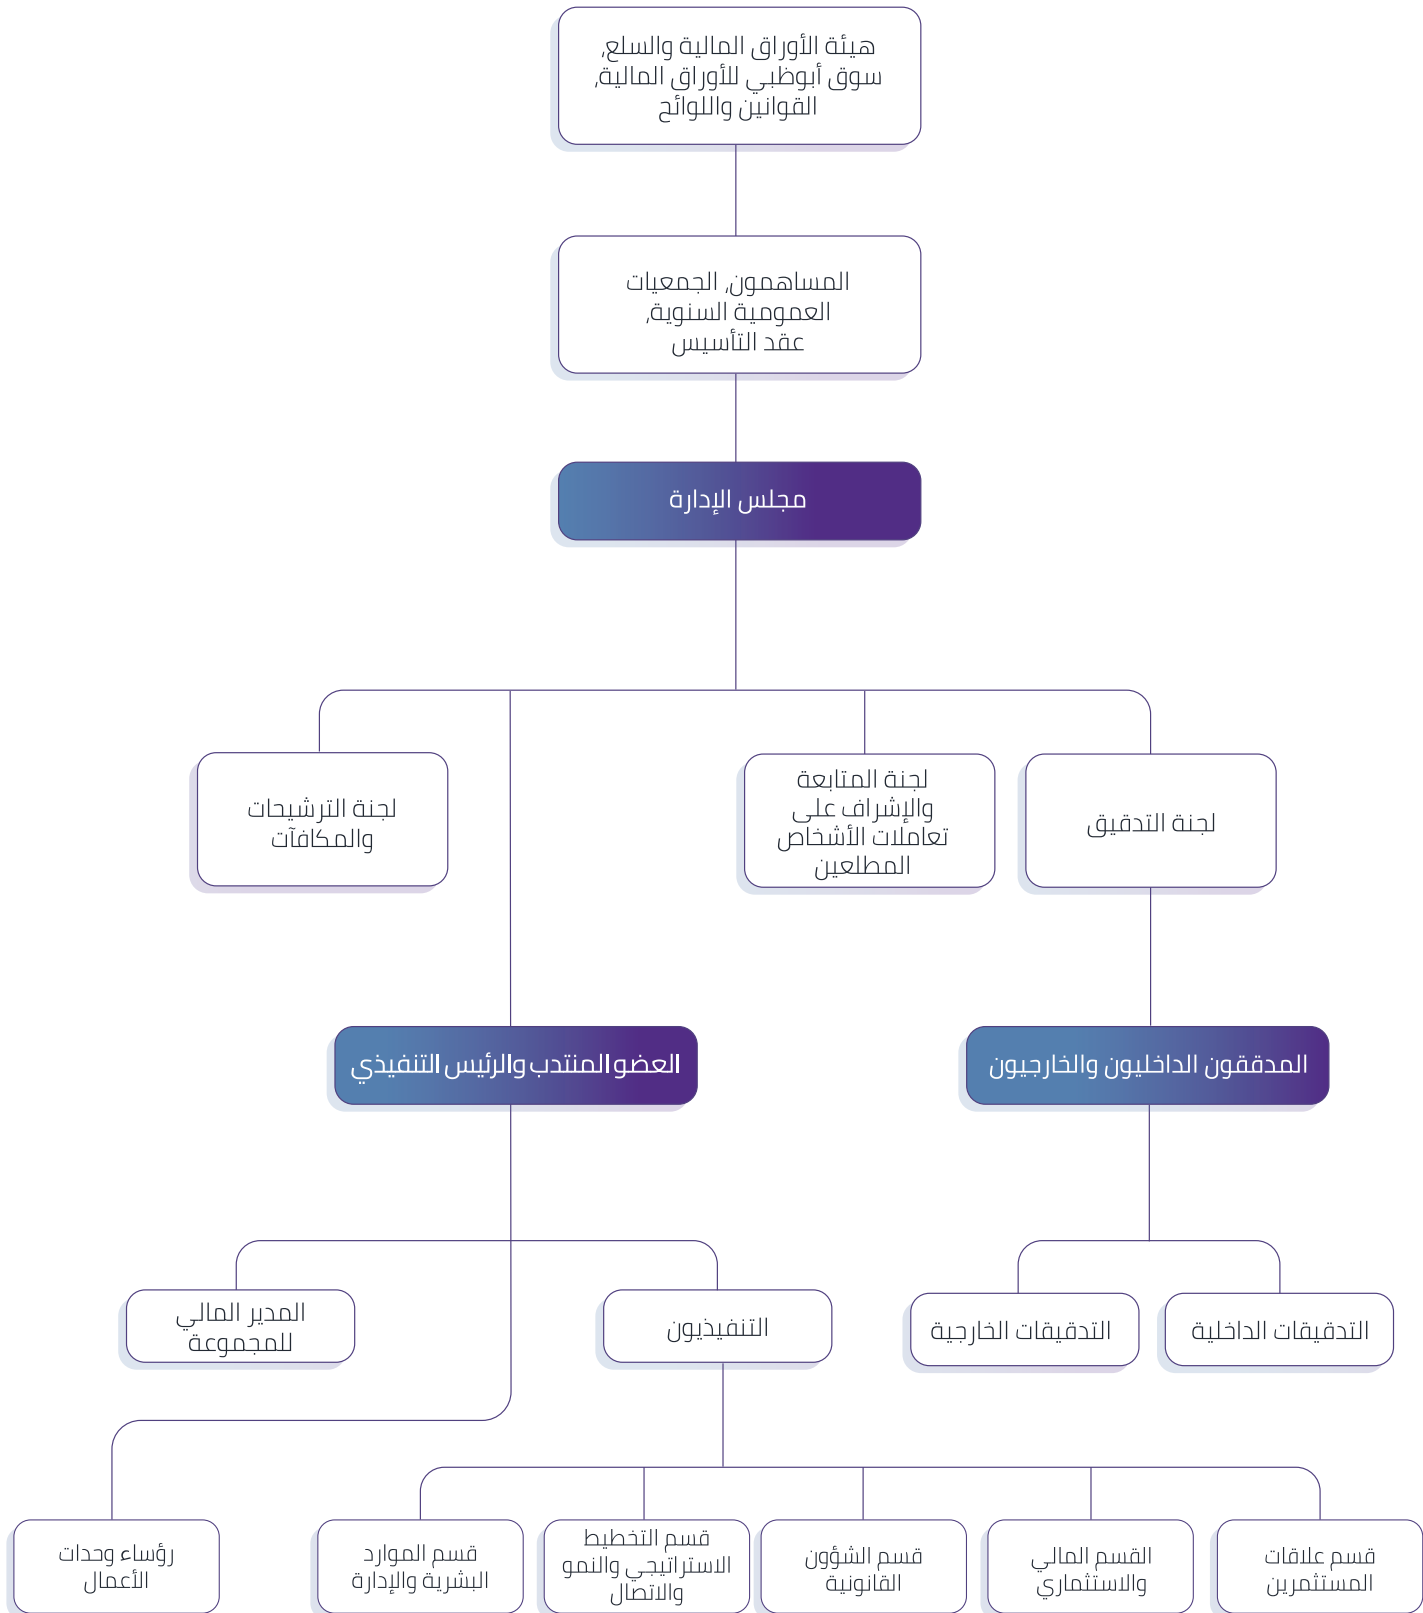 هيئة الأوراق المالية والسلع,
سوق أبوظبي للأوراق المالية,
القوانين واللوائح
المساهمون, الجمعيات
العمومية السنوية,
عقد التأسيس
مجلس الإدارة
لجنة التدقيق
لجنة المتابعة
والإشراف على
تعاملات الأشخاص
المطلعين
لجنة الترشيحات
والمكافآت
المدققون الداخليون والخارجيون
العضو المنتدب والرئيس التنفيذي
التدقيقات الداخلية
التدقيقات الخارجية
التنفيذيون
المدير المالي
للمجموعة
قسم علاقات
المستثمرين
القسم المالي
والاستثماري
قسم الشؤون
القانونية
قسم التخطيط
الاستراتيجي والنمو
والاتصال
قسم الموارد
البشرية والإدارة
رؤساء وحدات
الأعمال